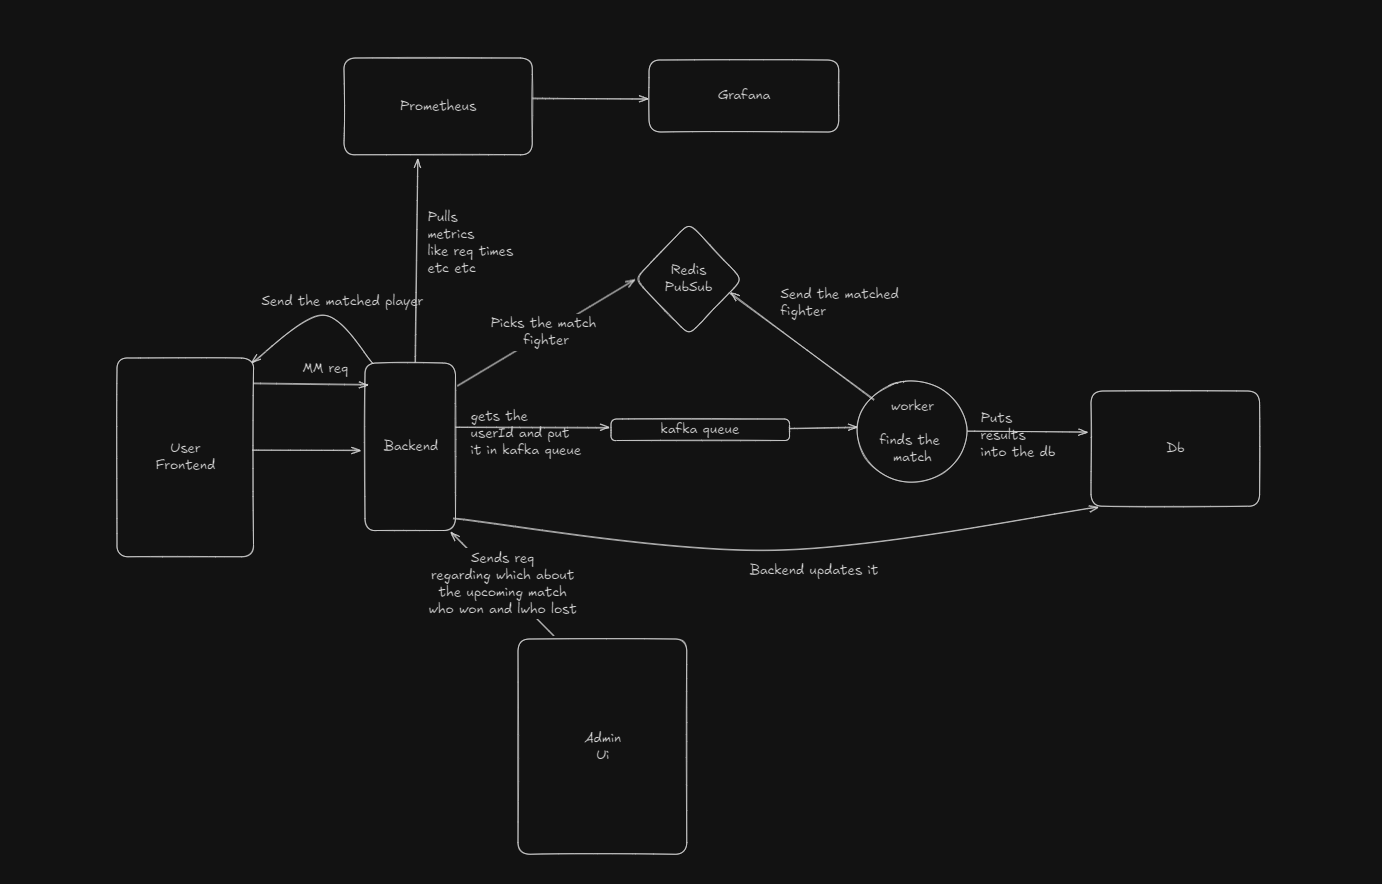 Prometheus
Grafana
Pulls
metrics
like req times
etc etc
Redis
PubSub
Send the matched player
Send the matched
fighter
Picks the match
fighter
MM req
User
Frontend
Backend
gets the
userId and put
it in kafka queue
kafka queue
worker
finds the
match
Puts
results
into the db
Db
Sends req
regarding which about
the upcoming match
who won and lwho lost
Backend updates it
Admin
Ui